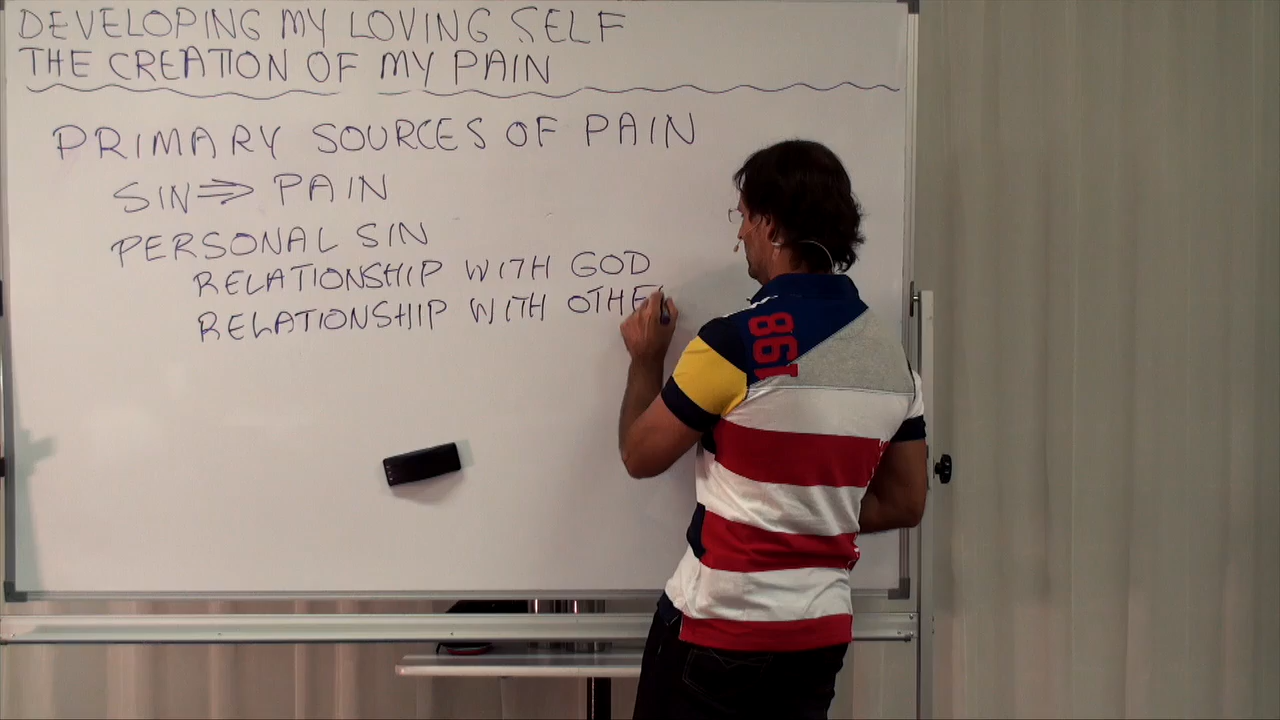 DEVELOPING MY LOVING SELF
THE CREATION OF MY PAIN
PRIMARY SOURCES OF PAIN
SIN ⇒ PAIN
PERSONAL SIN
RELATIONSHIP WITH GOD
RELATIONSHIP WITH OTHE
198